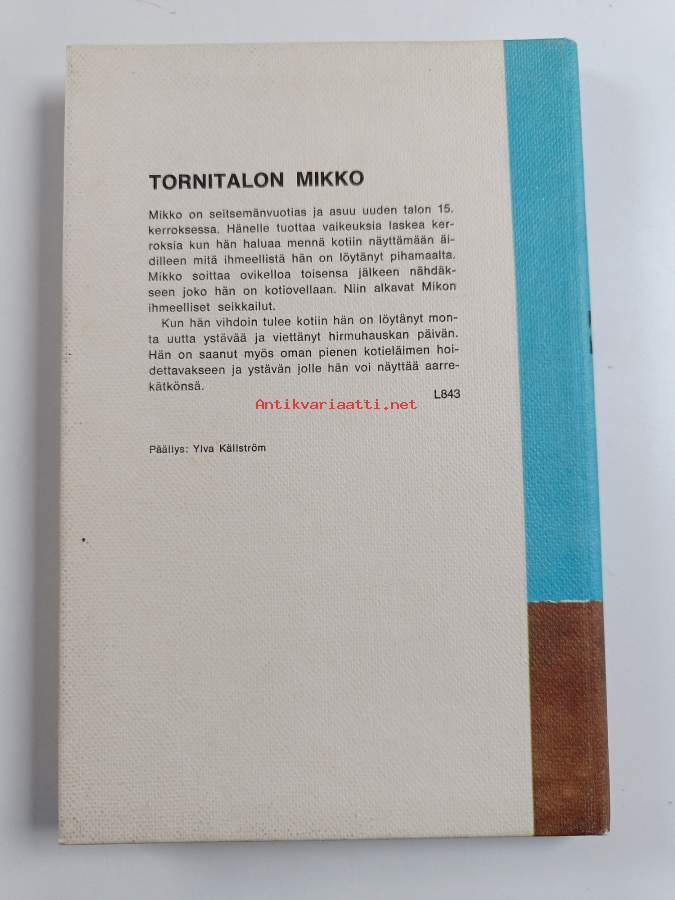 TORNITALON MIKKO
Mikko on seitsemänvuotias ja asuu uuden talon 15.
kerroksessa. Hänelle tuottaa vaikeuksia laskea ker-
roksia kun hän haluaa mennä kotiin näyttämään äi-
dilleen mitä ihmeellistä hän on löytänyt pihamaalta.
Mikko soittaa ovikelloa toisensa jälkeen nähdäk-
seen joko hän on kotiovellaan. Niin alkavat Mikon
ihmeelliset seikkailut.
Kun hän vihdoin tulee kotiin hän on löytänyt mon-
ta uutta ystävää ja viettänyt hirmuhauskan päivän.
Hän on saanut myös oman pienen kotieläimen hoi-
dettavakseen ja ystävän jolle hän voi näyttää aarre-
kätkönsä.
L843
Antikvariaatti.net
Päällys: Ylva Källström